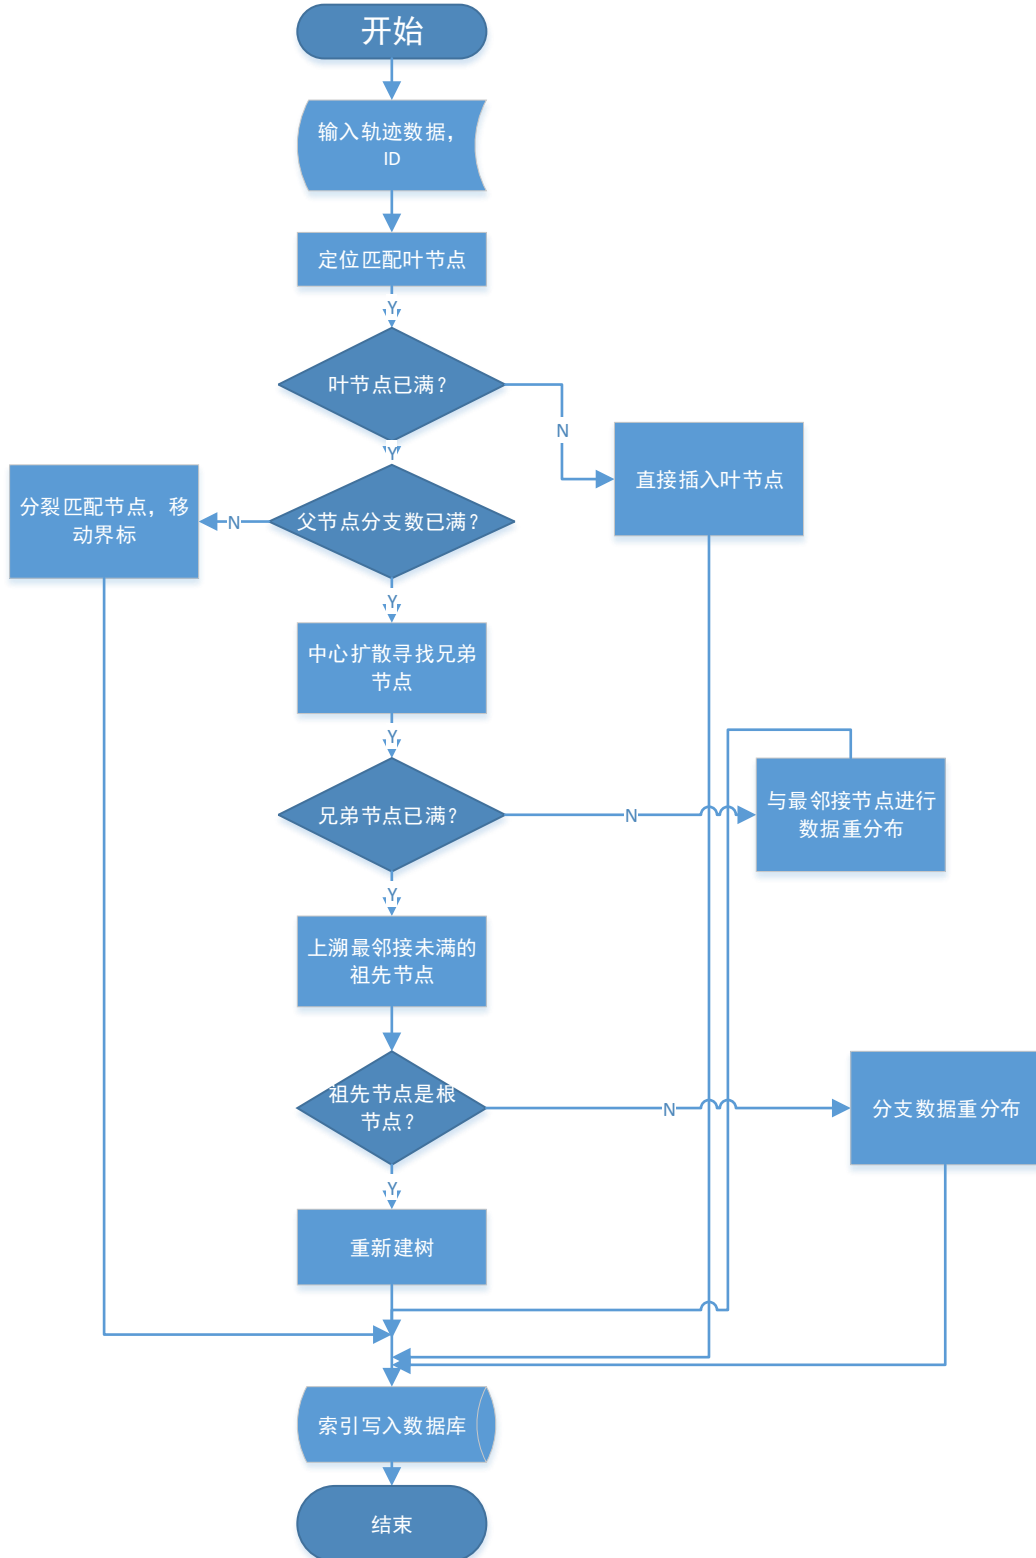 开始
输入轨迹数据，
ID
定位匹配叶节点
Y
叶节点已满？
N
Y
直接插入叶节点
分裂匹配节点，移
动界标
N
父节点分支数已满？
Y
中心扩散寻找兄弟
节点
Y
兄弟节点已满？
N
与最邻接节点进行
数据重分布
Y
上溯最邻接未满的
祖先节点
祖先节点是根
节点？
N
分支数据重分布
Y
重新建树
索引写入数据库
结束